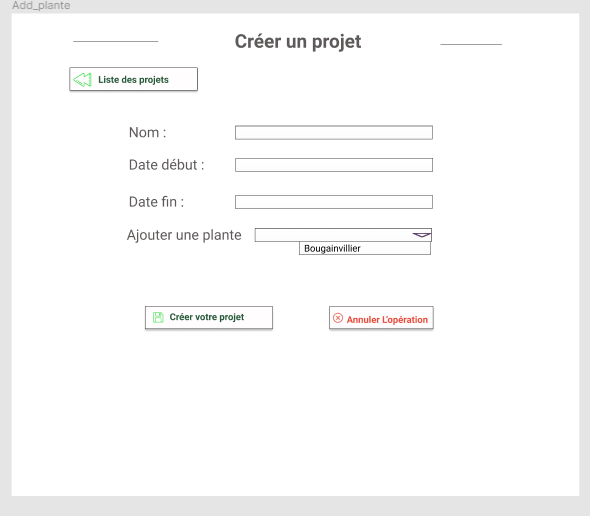 Add_plante
Créer un projet
Liste des projets
Nom :
Date début :
Date fin :
Ajouter une plante
Bougainvillier
Créer votre projet
Annuler L'opération